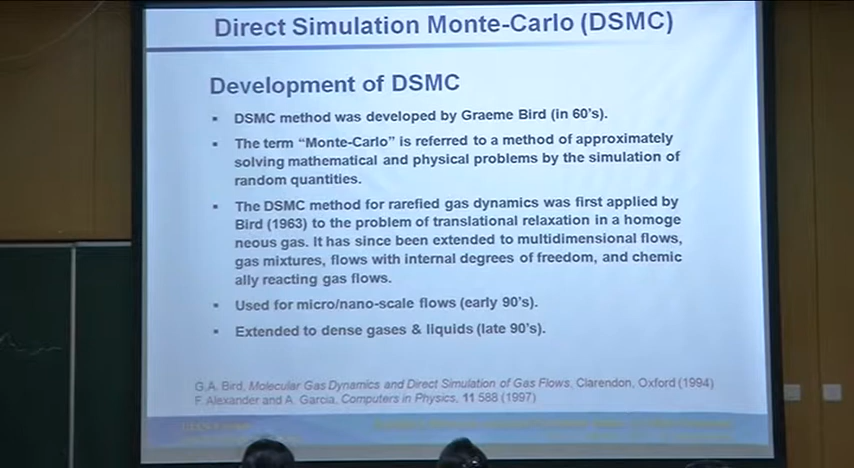 Direct Simulation Monte-Carlo (DSMC)
Development of DSMC
▪ DSMC method was developed by Graeme Bird (in 60's).
▪ The term “Monte-Carlo” is referred to a method of approximately
solving mathematical and physical problems by the simulation of
random quantities.
▪ The DSMC method for rarefied gas dynamics was first applied by
Bird (1963) to the problem of translational relaxation in a homoge
neous gas. It has since been extended to multidimensional flows,
gas mixtures, flows with internal degrees of freedom, and chemic
ally reacting gas flows.
▪ Used for micro/nano-scale flows (early 90's).
▪ Extended to dense gases & liquids (late 90's).
G.A. Bird, Molecular Gas Dynamics and Direct Simulation of Gas Flows, Clarendon, Oxford (1994)
F. Alexander and A. Garcia, Computers in Physics, 11 588 (1997)